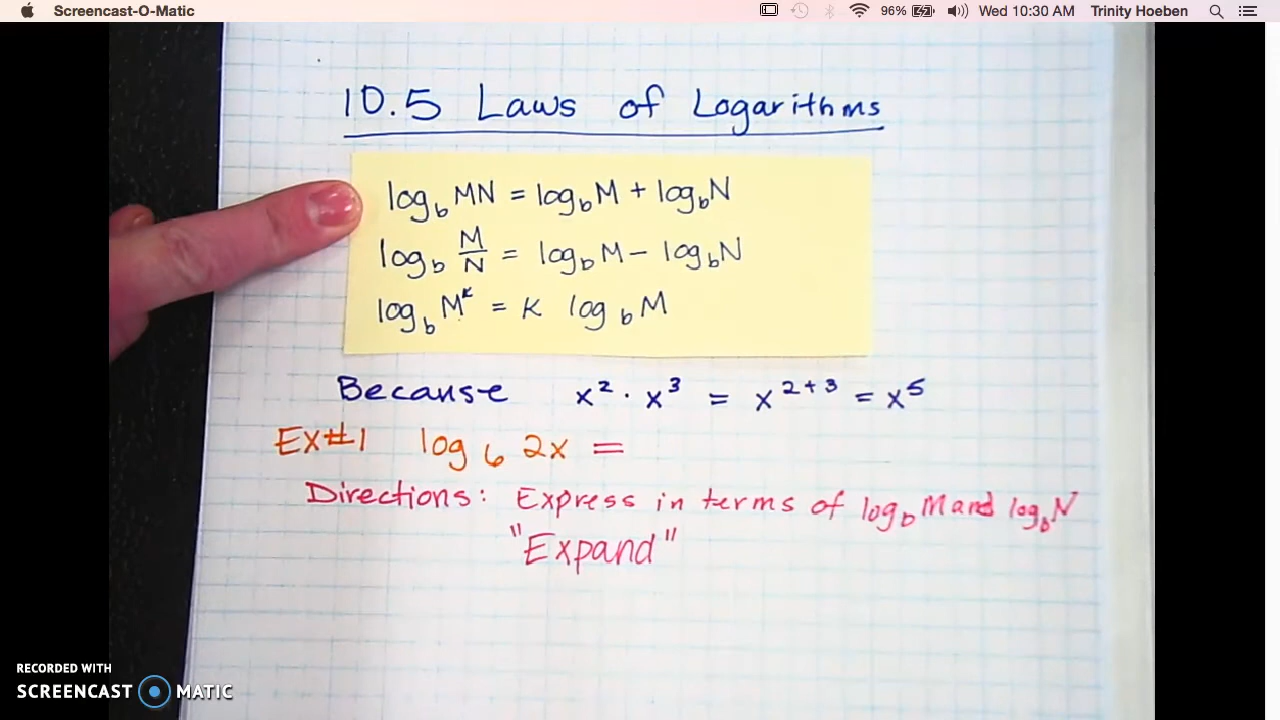 Screencast-O-Matic 96% Wed 10:30 AM Trinity Hoeben
10.5 Laws of Logarithms
log_b MN = log_b M + log_b N
log_b M/N = log_b M - log_b N
log_b M^K = K log_b M
Because x² · x³ = x²⁺³ = x⁵
Ex#1 log₆ 2x =
Directions: Express in terms of log_b M and log_b N
"Expand"
RECORDED WITH
SCREENCAST MATIC